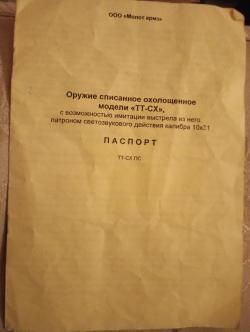 ООО «Молот армз»
Оружие списанное охолощенное
модели «ТТ-СХ»,
с возможностью имитации выстрела из него
патроном светозвукового действия калибра 10х31
ПАСПОРТ
ТТ-СХ ПС